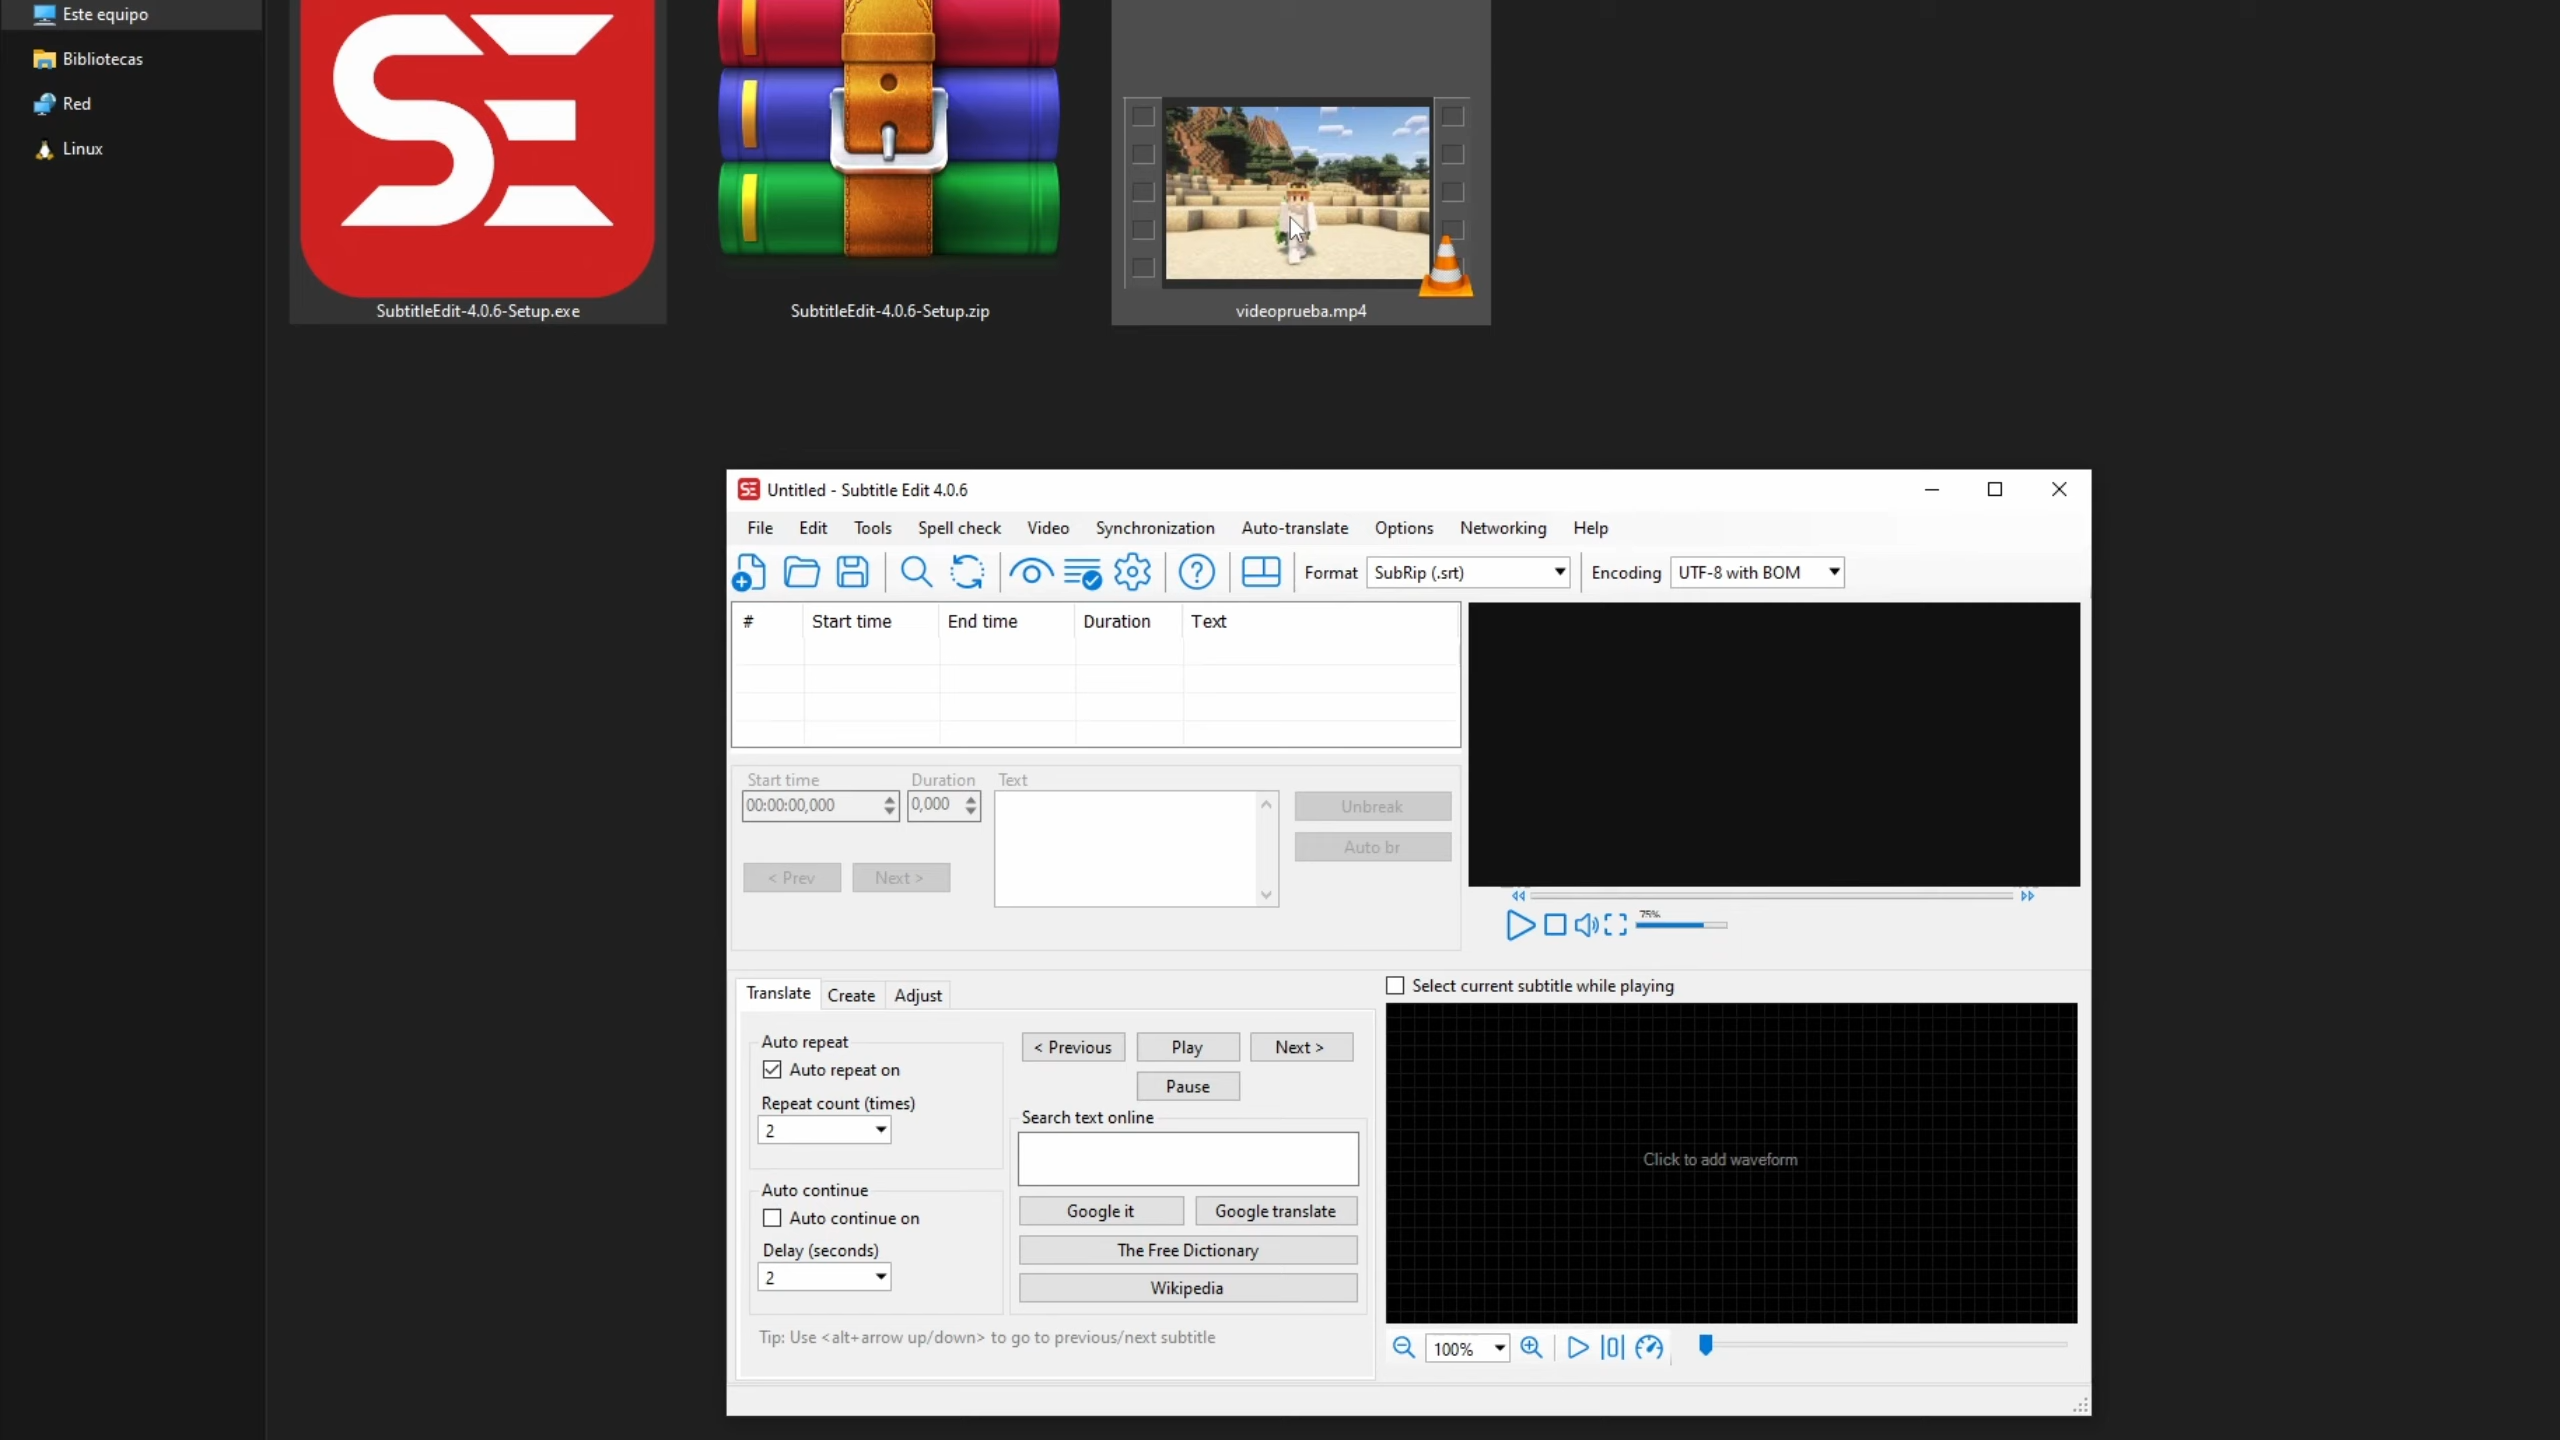 Este equipo
Bibliotecas
Red
Linux
SE
SubtitleEdit-4.0.6-Setup.exe
SubtitleEdit-4.0.6-Setup.zip
videoprueba.mp4
SE Untitled - Subtitle Edit 4.0.6
File Edit Tools Spell check Video Synchronization Auto-translate Options Networking Help
Format SubRip (.srt) Encoding UTF-8 with BOM
# Start time End time Duration Text
Start time Duration Text
00:00:00,000 0,000
Unbreak
Auto br
< Prev Next >
75%
Translate Create Adjust
Select current subtitle while playing
Auto repeat
Auto repeat on
Repeat count (times)
2
Auto continue
Auto continue on
Delay (seconds)
2
< Previous Play Next >
Pause
Search text online
Google it Google translate
The Free Dictionary
Wikipedia
Tip: Use <alt+arrow up/down> to go to previous/next subtitle
Click to add waveform
100%